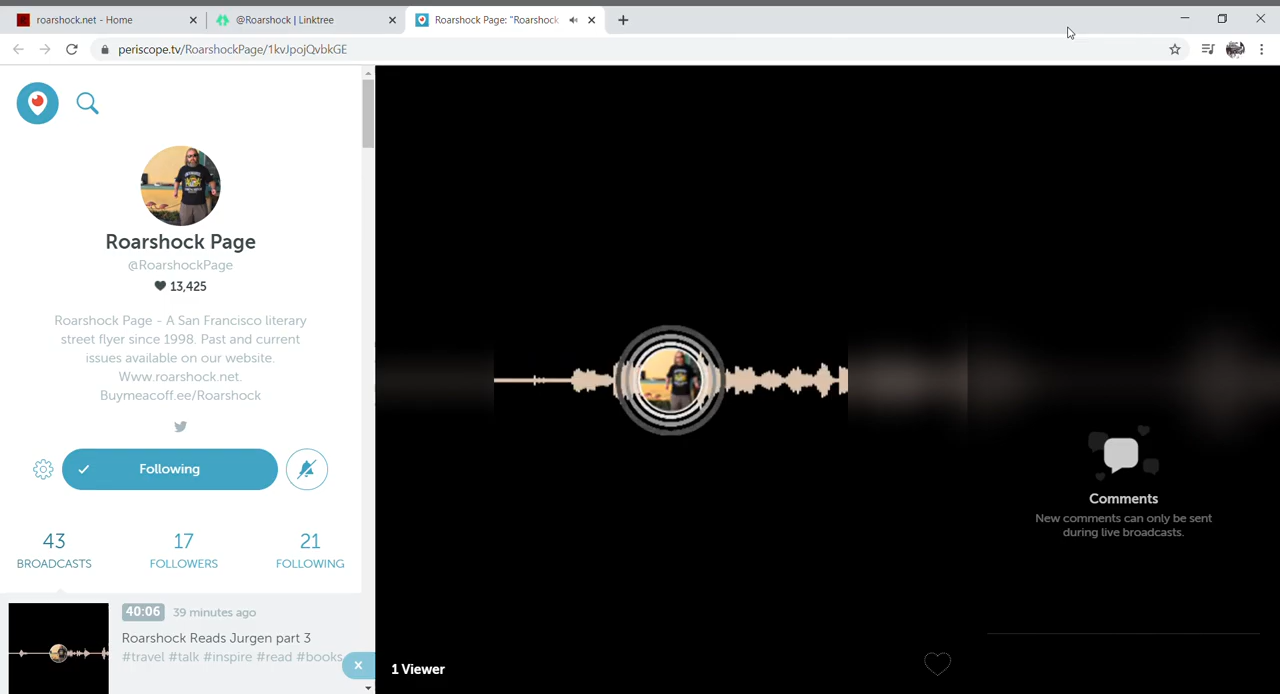 roarshock.net - Home
@Roarshock | Linktree
Roarshock Page: "Roarshock
periscope.tv/RoarshockPage/1kvJpojQvbkGE
Roarshock Page
@RoarshockPage
13,425
Roarshock Page - A San Francisco literary
street flyer since 1998. Past and current
issues available on our website.
Www.roarshock.net.
Buymeacoff.ee/Roarshock
Following
43
BROADCASTS
17
FOLLOWERS
21
FOLLOWING
40:06 39 minutes ago
Roarshock Reads Jurgen part 3
#travel #talk #inspire #read #books
1 Viewer
Comments
New comments can only be sent
during live broadcasts.